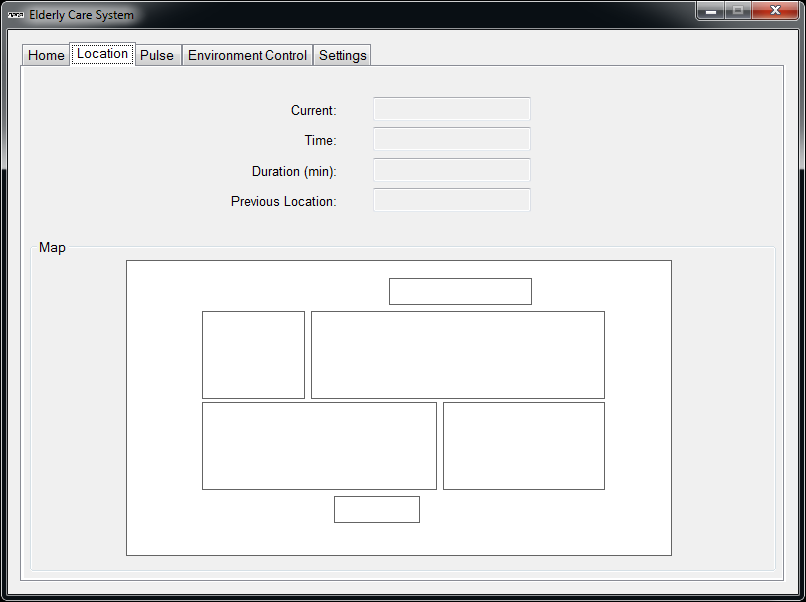 Elderly Care System
Home Location Pulse Environment Control Settings
Current:
Time:
Duration (min):
Previous Location:
Map